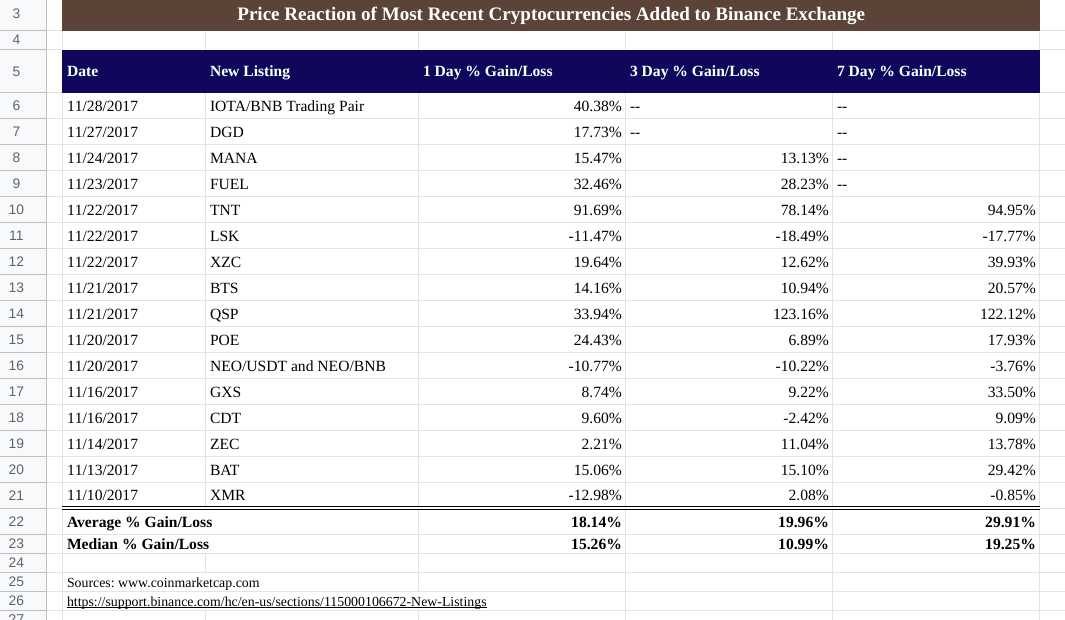 3 Price Reaction of Most Recent Cryptocurrencies Added to Binance Exchange
4
5 Date New Listing 1 Day % Gain/Loss 3 Day % Gain/Loss 7 Day % Gain/Loss
6 11/28/2017 IOTA/BNB Trading Pair 40.38% -- --
7 11/27/2017 DGD 17.73% -- --
8 11/24/2017 MANA 15.47% 13.13% --
9 11/23/2017 FUEL 32.46% 28.23% --
10 11/22/2017 TNT 91.69% 78.14% 94.95%
11 11/22/2017 LSK -11.47% -18.49% -17.77%
12 11/22/2017 XZC 19.64% 12.62% 39.93%
13 11/21/2017 BTS 14.16% 10.94% 20.57%
14 11/21/2017 QSP 33.94% 123.16% 122.12%
15 11/20/2017 POE 24.43% 6.89% 17.93%
16 11/20/2017 NEO/USDT and NEO/BNB -10.77% -10.22% -3.76%
17 11/16/2017 GXS 8.74% 9.22% 33.50%
18 11/16/2017 CDT 9.60% -2.42% 9.09%
19 11/14/2017 ZEC 2.21% 11.04% 13.78%
20 11/13/2017 BAT 15.06% 15.10% 29.42%
21 11/10/2017 XMR -12.98% 2.08% -0.85%
22 Average % Gain/Loss 18.14% 19.96% 29.91%
23 Median % Gain/Loss 15.26% 10.99% 19.25%
24
25 Sources: www.coinmarketcap.com
26 https://support.binance.com/hc/en-us/sections/115000106672-New-Listings
27